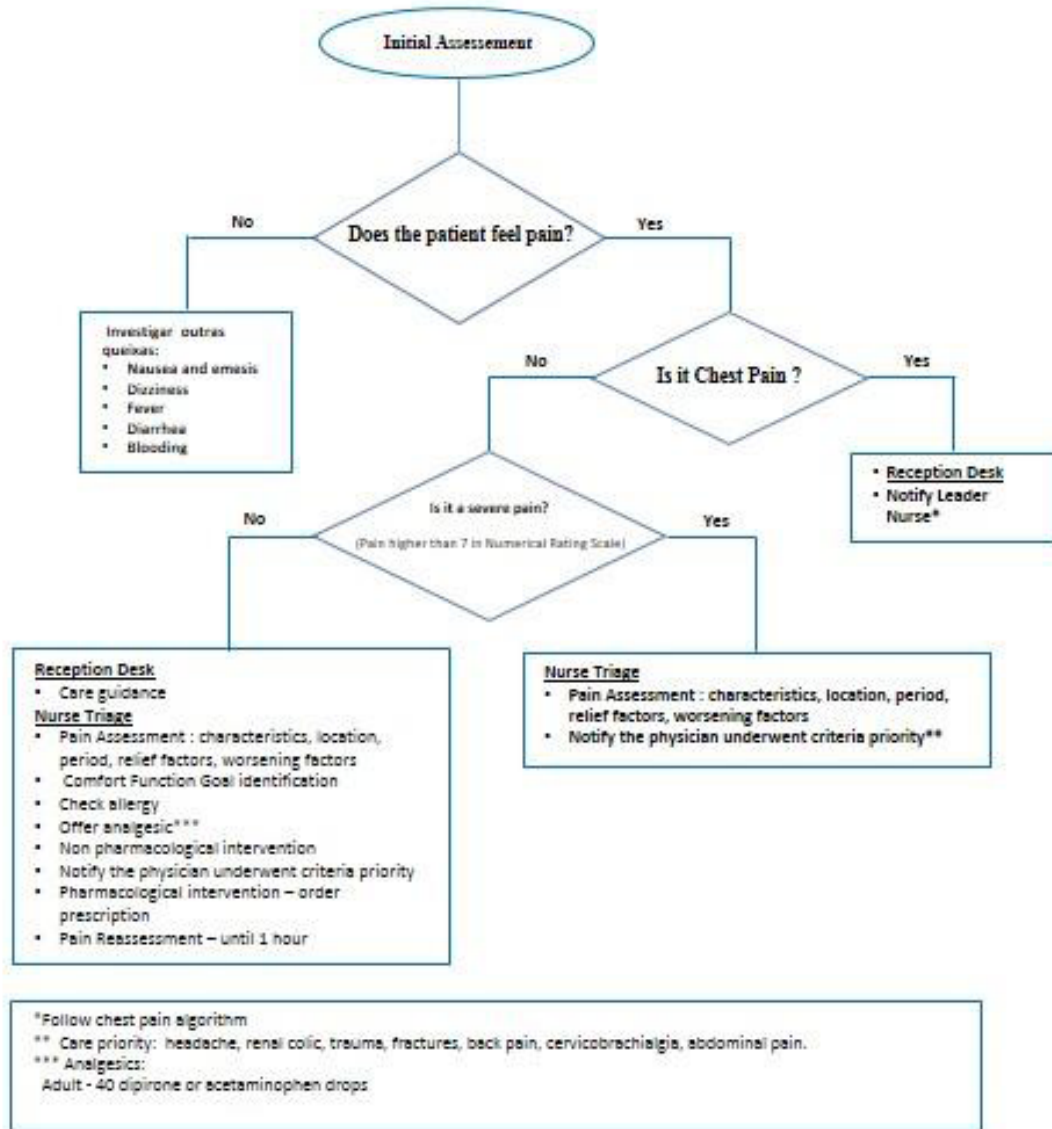 Initial Assessement
Does the patient feel pain?
No
Yes
Investigar outras
queixas:
• Nausea and emesis
• Dizziness
• Fever
• Diarrhea
• Blooding
Is it Chest Pain ?
No
Yes
• Reception Desk
• Notify Leader
Nurse*
Is it a severe pain?
(Pain higher than 7 in Numerical Rating Scale)
No
Yes
Reception Desk
• Care guidance
Nurse Triage
• Pain Assessment : characteristics, location,
period, relief factors, worsening factors
• Comfort Function Goal identification
• Check allergy
• Offer analgesic***
• Non pharmacological intervention
• Notify the physician underwent criteria priority
• Pharmacological intervention – order
prescription
• Pain Reassessment – until 1 hour
Nurse Triage
• Pain Assessment : characteristics, location, period,
relief factors, worsening factors
• Notify the physician underwent criteria priority**
*Follow chest pain algorithm
** Care priority: headache, renal colic, trauma, fractures, back pain, cervicobrachialgia, abdominal pain.
*** Analgesics:
Adult - 40 dipirone or acetaminophen drops